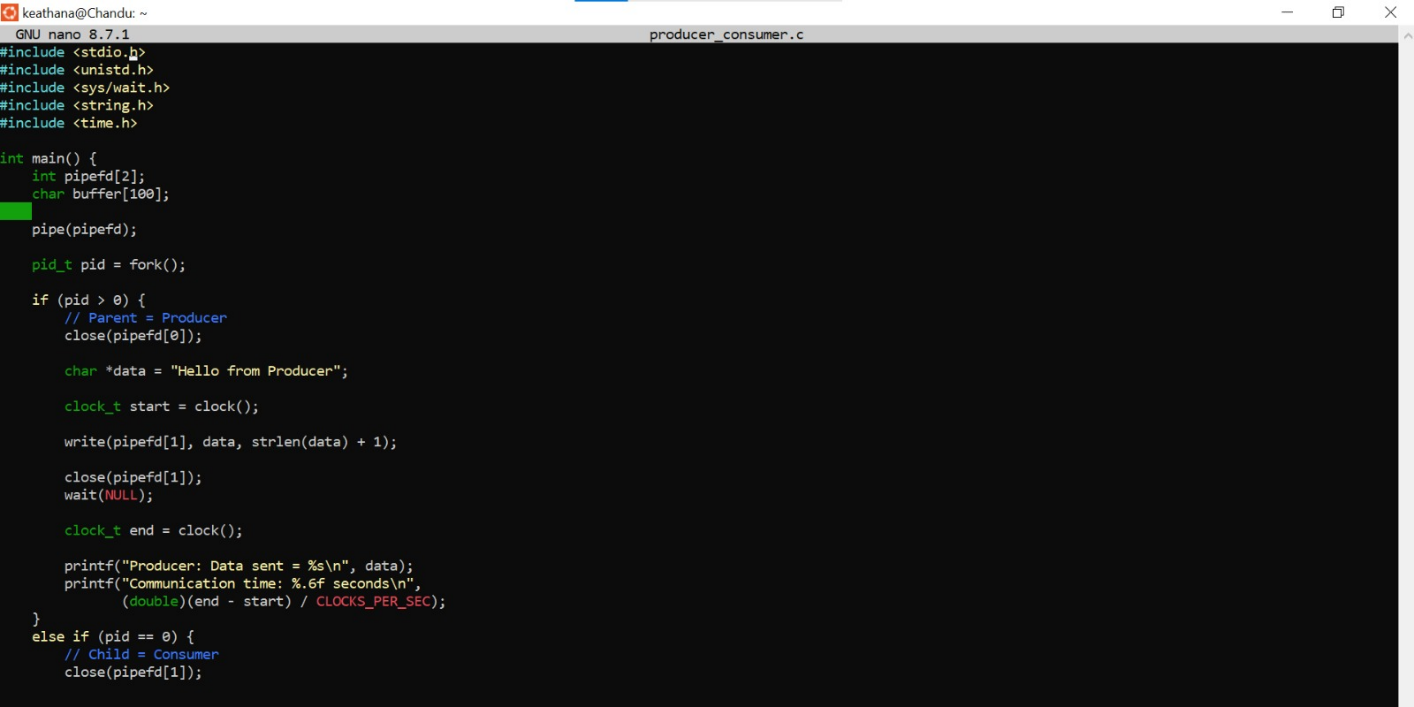 keathana@Chandu: ~
GNU nano 8.7.1 producer_consumer.c
#include <stdio.h>
#include <unistd.h>
#include <sys/wait.h>
#include <string.h>
#include <time.h>
int main() {
    int pipefd[2];
    char buffer[100];
    pipe(pipefd);
    pid_t pid = fork();
    if (pid > 0) {
        // Parent = Producer
        close(pipefd[0]);
        char *data = "Hello from Producer";
        clock_t start = clock();
        write(pipefd[1], data, strlen(data) + 1);
        close(pipefd[1]);
        wait(NULL);
        clock_t end = clock();
        printf("Producer: Data sent = %s\n", data);
        printf("Communication time: %.6f seconds\n",
               (double)(end - start) / CLOCKS_PER_SEC);
    }
    else if (pid == 0) {
        // Child = Consumer
        close(pipefd[1]);